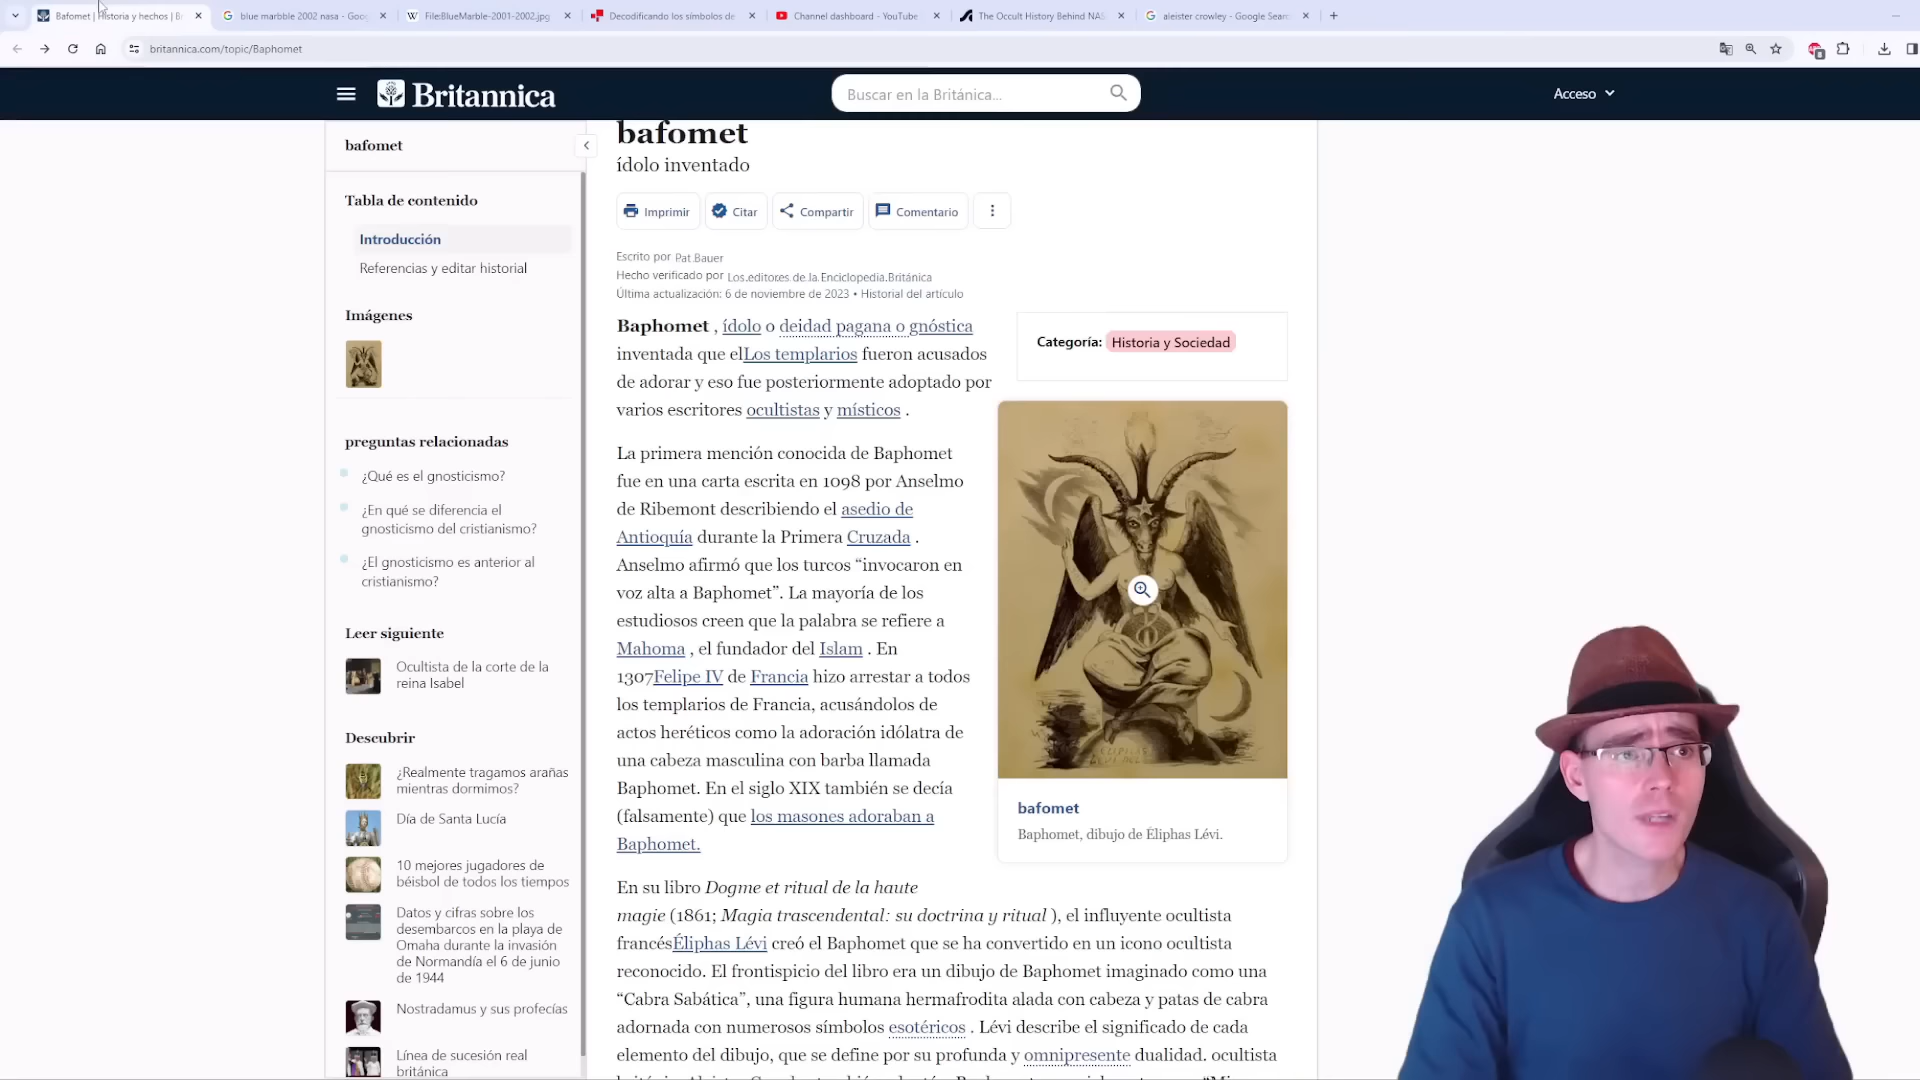 Bafomet | Historia y hechos | Br
blue marbble 2002 nasa - Goog
File:BlueMarble-2001-2002.jpg
Decodificando los símbolos de
Channel dashboard - YouTube
The Occult History Behind NAS
aleister crowley - Google Searc
britannica.com/topic/Baphomet
Britannica
Buscar en la Británica...
Acceso
bafomet
Tabla de contenido
Introducción
Referencias y editar historial
Imágenes
preguntas relacionadas
¿Qué es el gnosticismo?
¿En qué se diferencia el
gnosticismo del cristianismo?
¿El gnosticismo es anterior al
cristianismo?
Leer siguiente
Ocultista de la corte de la
reina Isabel
Descubrir
¿Realmente tragamos arañas
mientras dormimos?
Día de Santa Lucía
10 mejores jugadores de
béisbol de todos los tiempos
Datos y cifras sobre los
desembarcos en la playa de
Omaha durante la invasión
de Normandía el 6 de junio
de 1944
Nostradamus y sus profecías
Línea de sucesión real
británica
bafomet
ídolo inventado
Imprimir
Citar
Compartir
Comentario
Escrito por Pat Bauer
Hecho verificado por Los editores de la Enciclopedia Británica
Última actualización: 6 de noviembre de 2023 • Historial del artículo
Baphomet , ídolo o deidad pagana o gnóstica
inventada que elLos templarios fueron acusados
de adorar y eso fue posteriormente adoptado por
varios escritores ocultistas y místicos .
Categoría: Historia y Sociedad
La primera mención conocida de Baphomet
fue en una carta escrita en 1098 por Anselmo
de Ribemont describiendo el asedio de
Antioquía durante la Primera Cruzada .
Anselmo afirmó que los turcos “invocaron en
voz alta a Baphomet”. La mayoría de los
estudiosos creen que la palabra se refiere a
Mahoma , el fundador del Islam . En
1307Felipe IV de Francia hizo arrestar a todos
los templarios de Francia, acusándolos de
actos heréticos como la adoración idólatra de
una cabeza masculina con barba llamada
Baphomet. En el siglo XIX también se decía
(falsamente) que los masones adoraban a
Baphomet.
bafomet
Baphomet, dibujo de Éliphas Lévi.
En su libro Dogme et ritual de la haute
magie (1861; Magia trascendental: su doctrina y ritual ), el influyente ocultista
francésÉliphas Lévi creó el Baphomet que se ha convertido en un icono ocultista
reconocido. El frontispicio del libro era un dibujo de Baphomet imaginado como una
“Cabra Sabática”, una figura humana hermafrodita alada con cabeza y patas de cabra
adornada con numerosos símbolos esotéricos . Lévi describe el significado de cada
elemento del dibujo, que se define por su profunda y omnipresente dualidad. ocultista